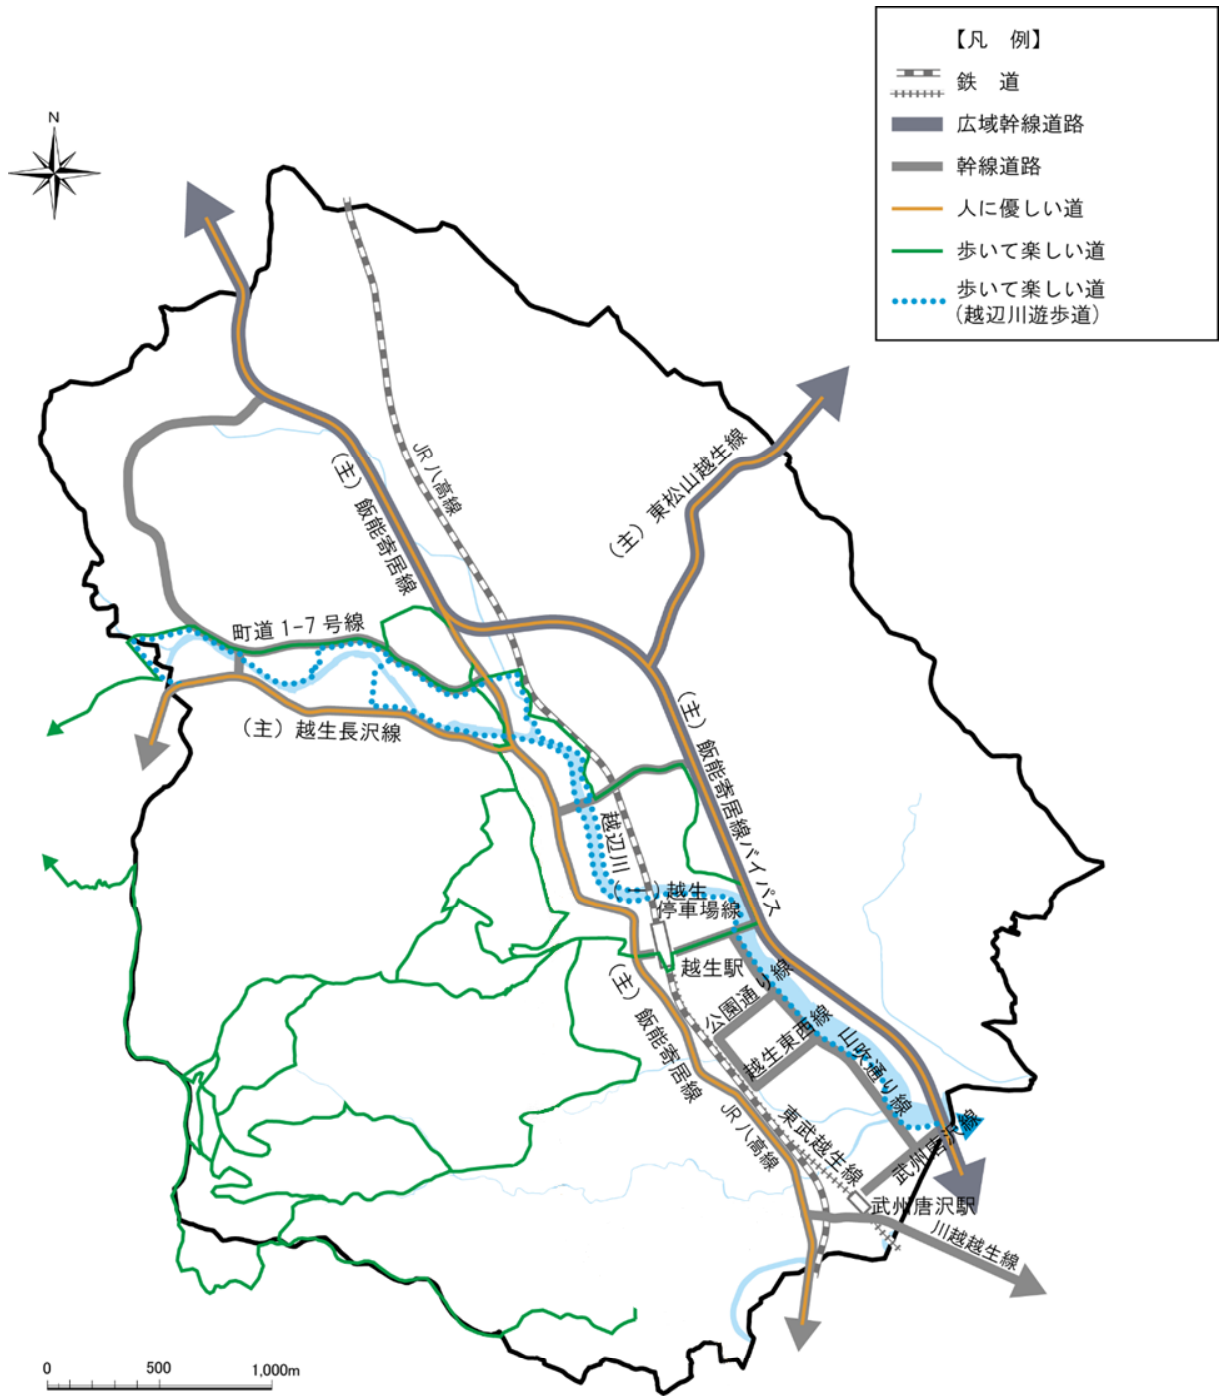 【凡　例】
鉄　道
広域幹線道路
幹線道路
人に優しい道
歩いて楽しい道
歩いて楽しい道
(越辺川遊歩道)
N
JR八高線
(主) 東松山越生線
(主) 飯能寄居線
町道1-7号線
(主) 越生長沢線
(主) 飯能寄居線バイパス
越辺川
(一) 越生
停車場線
越生駅
(主) 飯能寄居線
公園通り線
越生東西線
山吹通り線
JR八高線
東武越生線
武州唐沢線
武州唐沢駅
川越越生線
0 500 1,000m